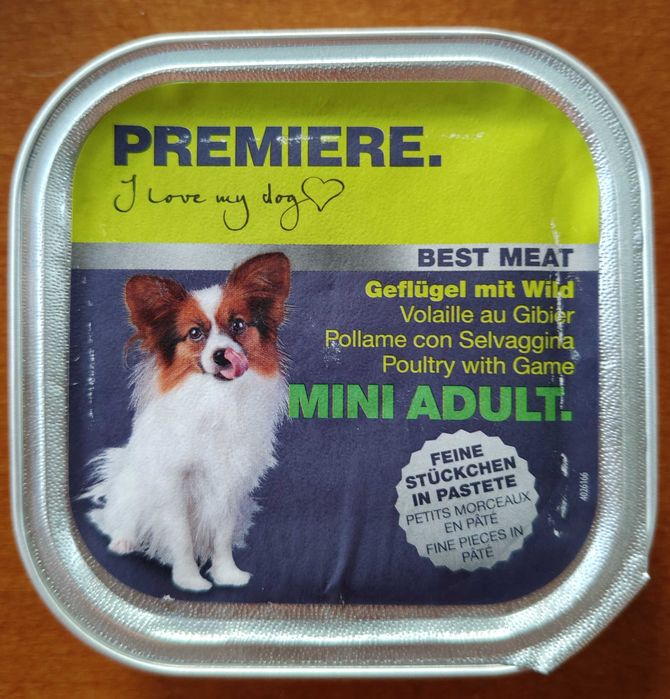 PREMIERE.
I love my dog
BEST MEAT
Geflügel mit Wild
Volaille au Gibier
Pollame con Selvaggina
Poultry with Game
MINI ADULT.
FEINE
STÜCKCHEN
IN PASTETE
PETITS MORCEAUX
EN PÂTÉ
FINE PIECES IN
PÂTÉ
4026166